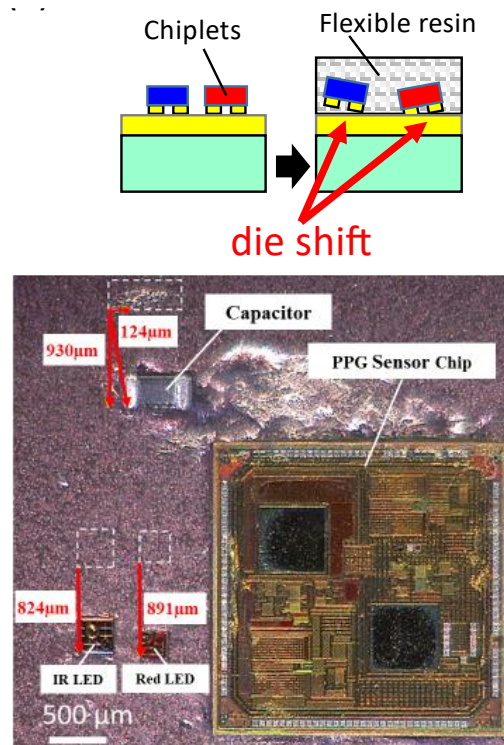 Chiplets
Flexible resin
die shift
124μm
930μm
Capacitor
PPG Sensor Chip
824μm
891μm
IR LED
Red LED
500 μm